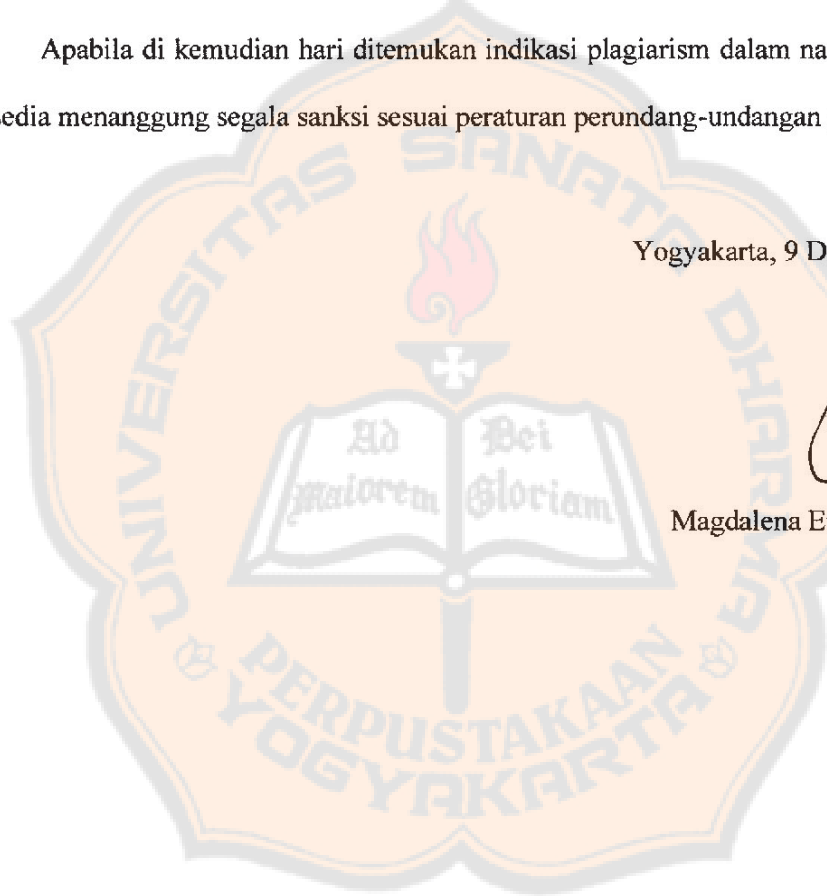 Apabila di kemudian hari ditemukan indikasi plagiarism dalam na
sedia menanggung segala sanksi sesuai peraturan perundang-undangan
Yogyakarta, 9 D
Magdalena E
UNIVERSITAS SANATA DHARMA
Ad Dei
Maiorem Gloriam
PERPUSTAKAAN
YOGYAKARTA